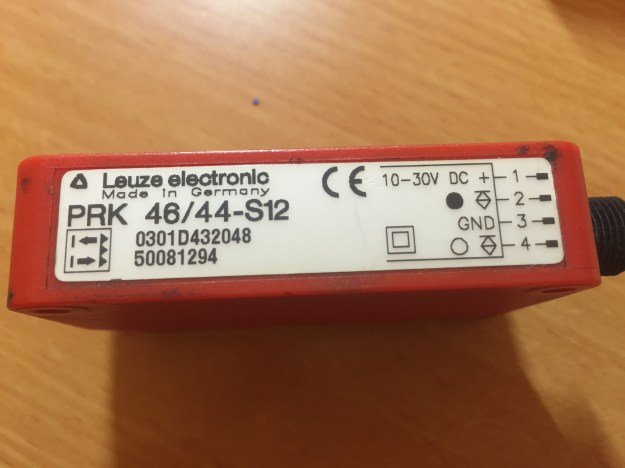 Leuze electronic
Made in Germany
PRK 46/44-S12
0301D432048
50081294
CE
10-30V DC + 1
2
GND 3
4